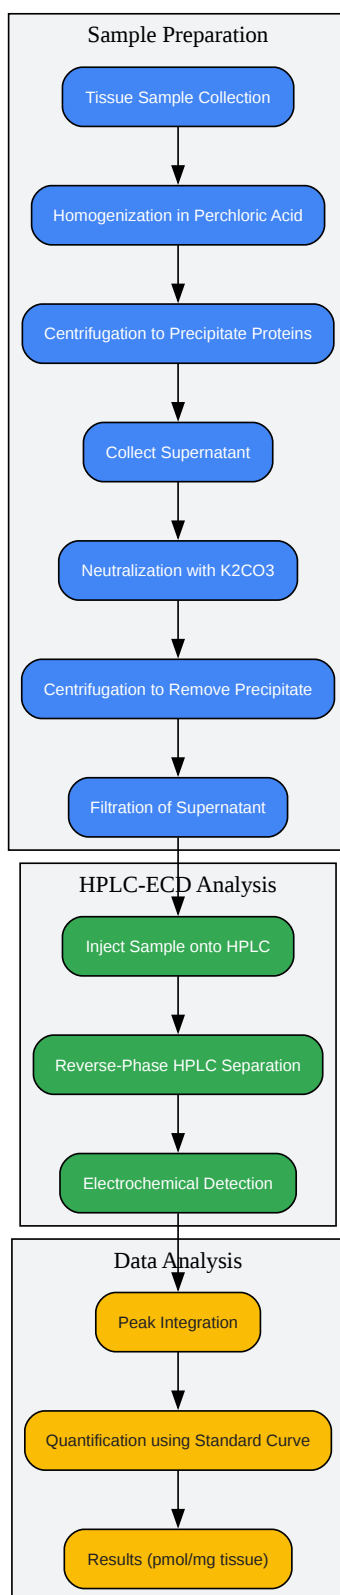 Sample Preparation
Tissue Sample Collection
Homogenization in Perchloric Acid
Centrifugation to Precipitate Proteins
Collect Supernatant
Neutralization with K2CO3
Centrifugation to Remove Precipitate
Filtration of Supernatant
HPLC-ECD Analysis
Inject Sample onto HPLC
Reverse-Phase HPLC Separation
Electrochemical Detection
Data Analysis
Peak Integration
Quantification using Standard Curve
Results (pmol/mg tissue)